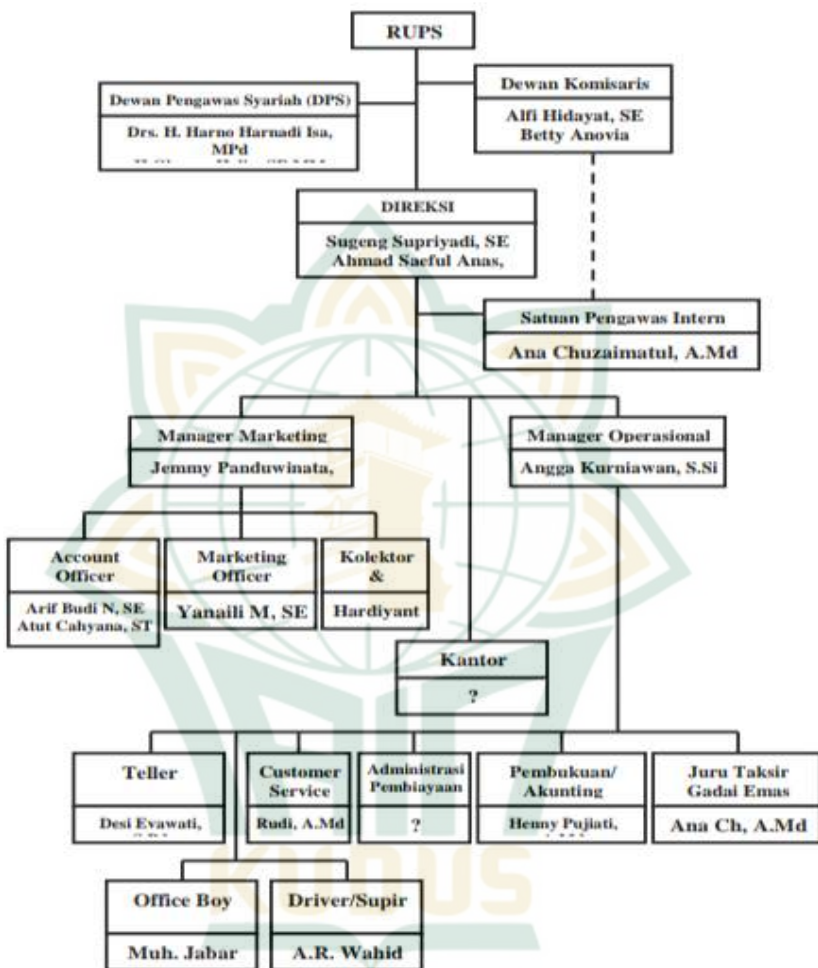 RUPS
Dewan Pengawas Syariah (DPS)
Drs. H. Harno Harnadi Isa,
MPd
Dewan Komisaris
Alfi Hidayat, SE
Betty Anovia
DIREKSI
Sugeng Supriyadi, SE
Ahmad Saeful Anas,
Satuan Pengawas Intern
Ana Chuzaimatul, A.Md
Manager Marketing
Jemmy Panduwinata,
Manager Operasional
Angga Kurniawan, S.Si
Account
Officer
Arif Budi N, SE
Atut Cahyana, ST
Marketing
Officer
Yanaili M, SE
Kolektor
&
Hardiyant
Kantor
?
Teller
Desi Evawati,
Customer
Service
Rudi, A.Md
Administrasi
Pembiayaan
?
Pembukuan/
Akunting
Henny Pujiati,
Juru Taksir
Gadai Emas
Ana Ch, A.Md
Office Boy
Muh. Jabar
Driver/Supir
A.R. Wahid
KUDUS